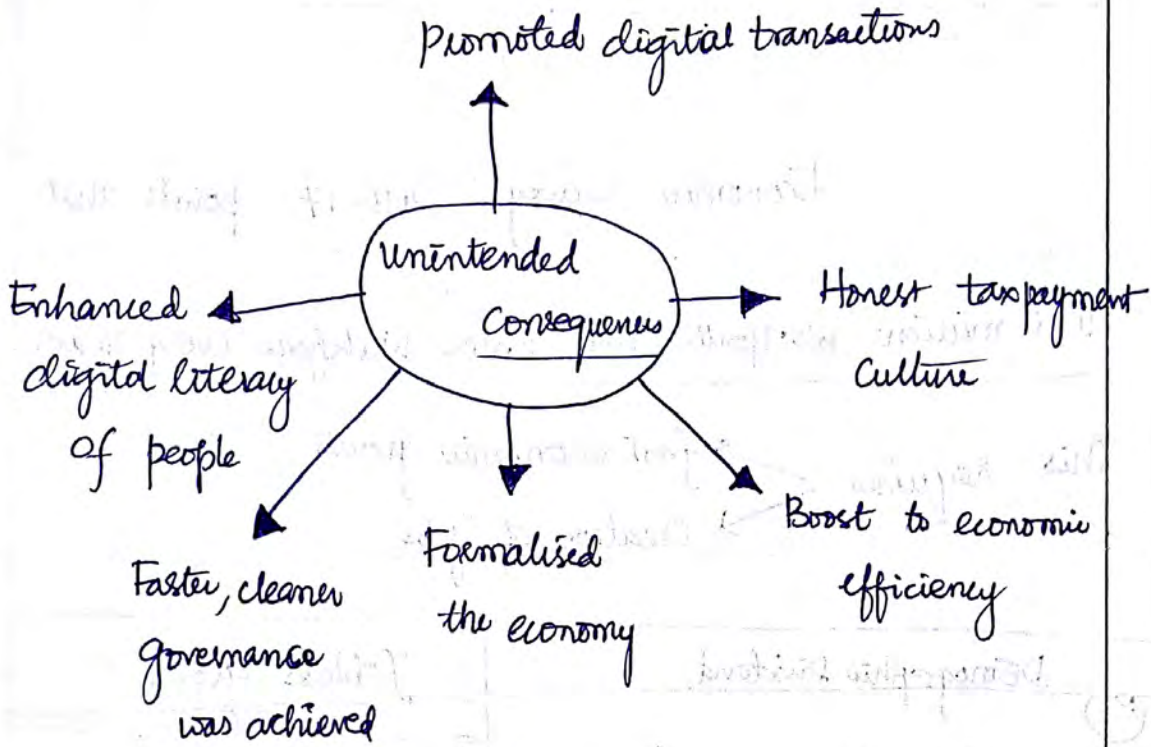 Promoted digital transactions
Unintended
Consequences
Enhanced
digital literacy
of people
Honest taxpayment
Culture
Faster, cleaner
governance
was achieved
Formalised
the economy
Boost to economic
efficiency